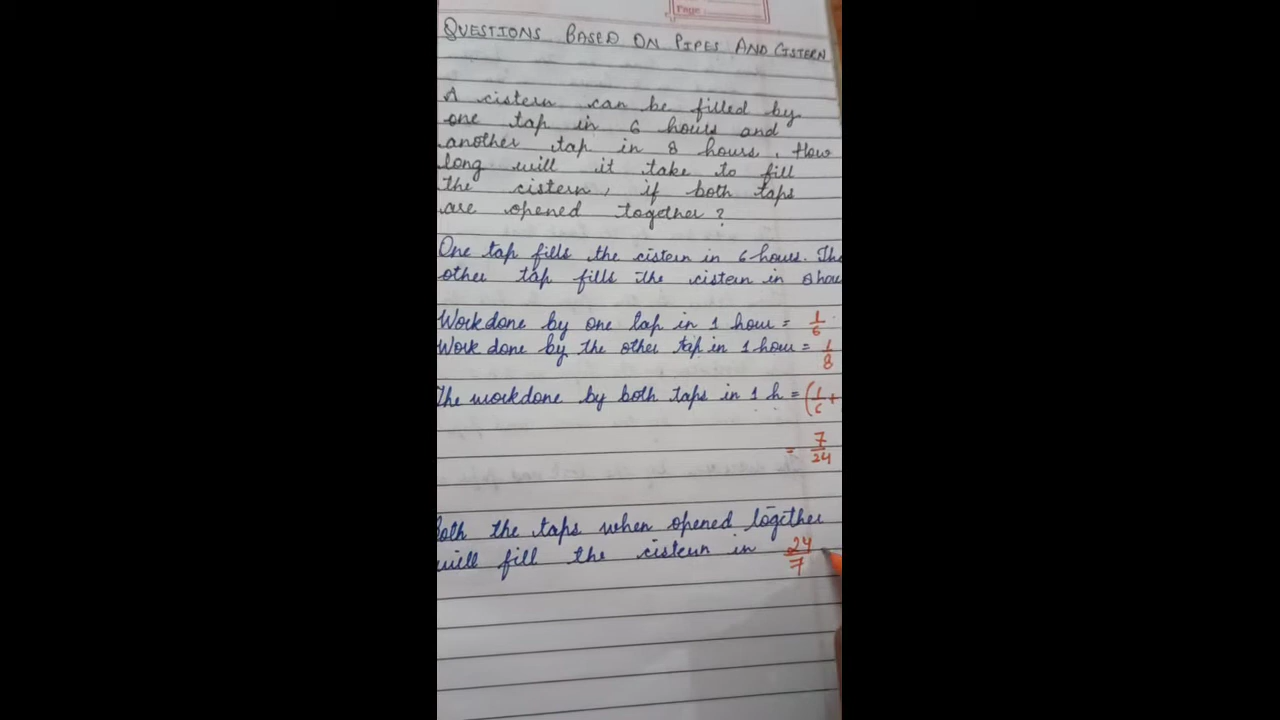 Page:
QUESTIONS BASED ON PIPES AND CISTERN
A cistern can be filled by
one tap in 6 hours and
another tap in 8 hours. How
long will it take to fill
the cistern, if both taps
are opened together?
One tap fills the cistern in 6 hours. The
other tap fills the cistern in 8 hou
Work done by one tap in 1 hour = 1/6
Work done by the other tap in 1 hour = 1/8
The work done by both taps in 1 h = (1/6 +
= 7/24
Both the taps when opened together
will fill the cistern in 24/7